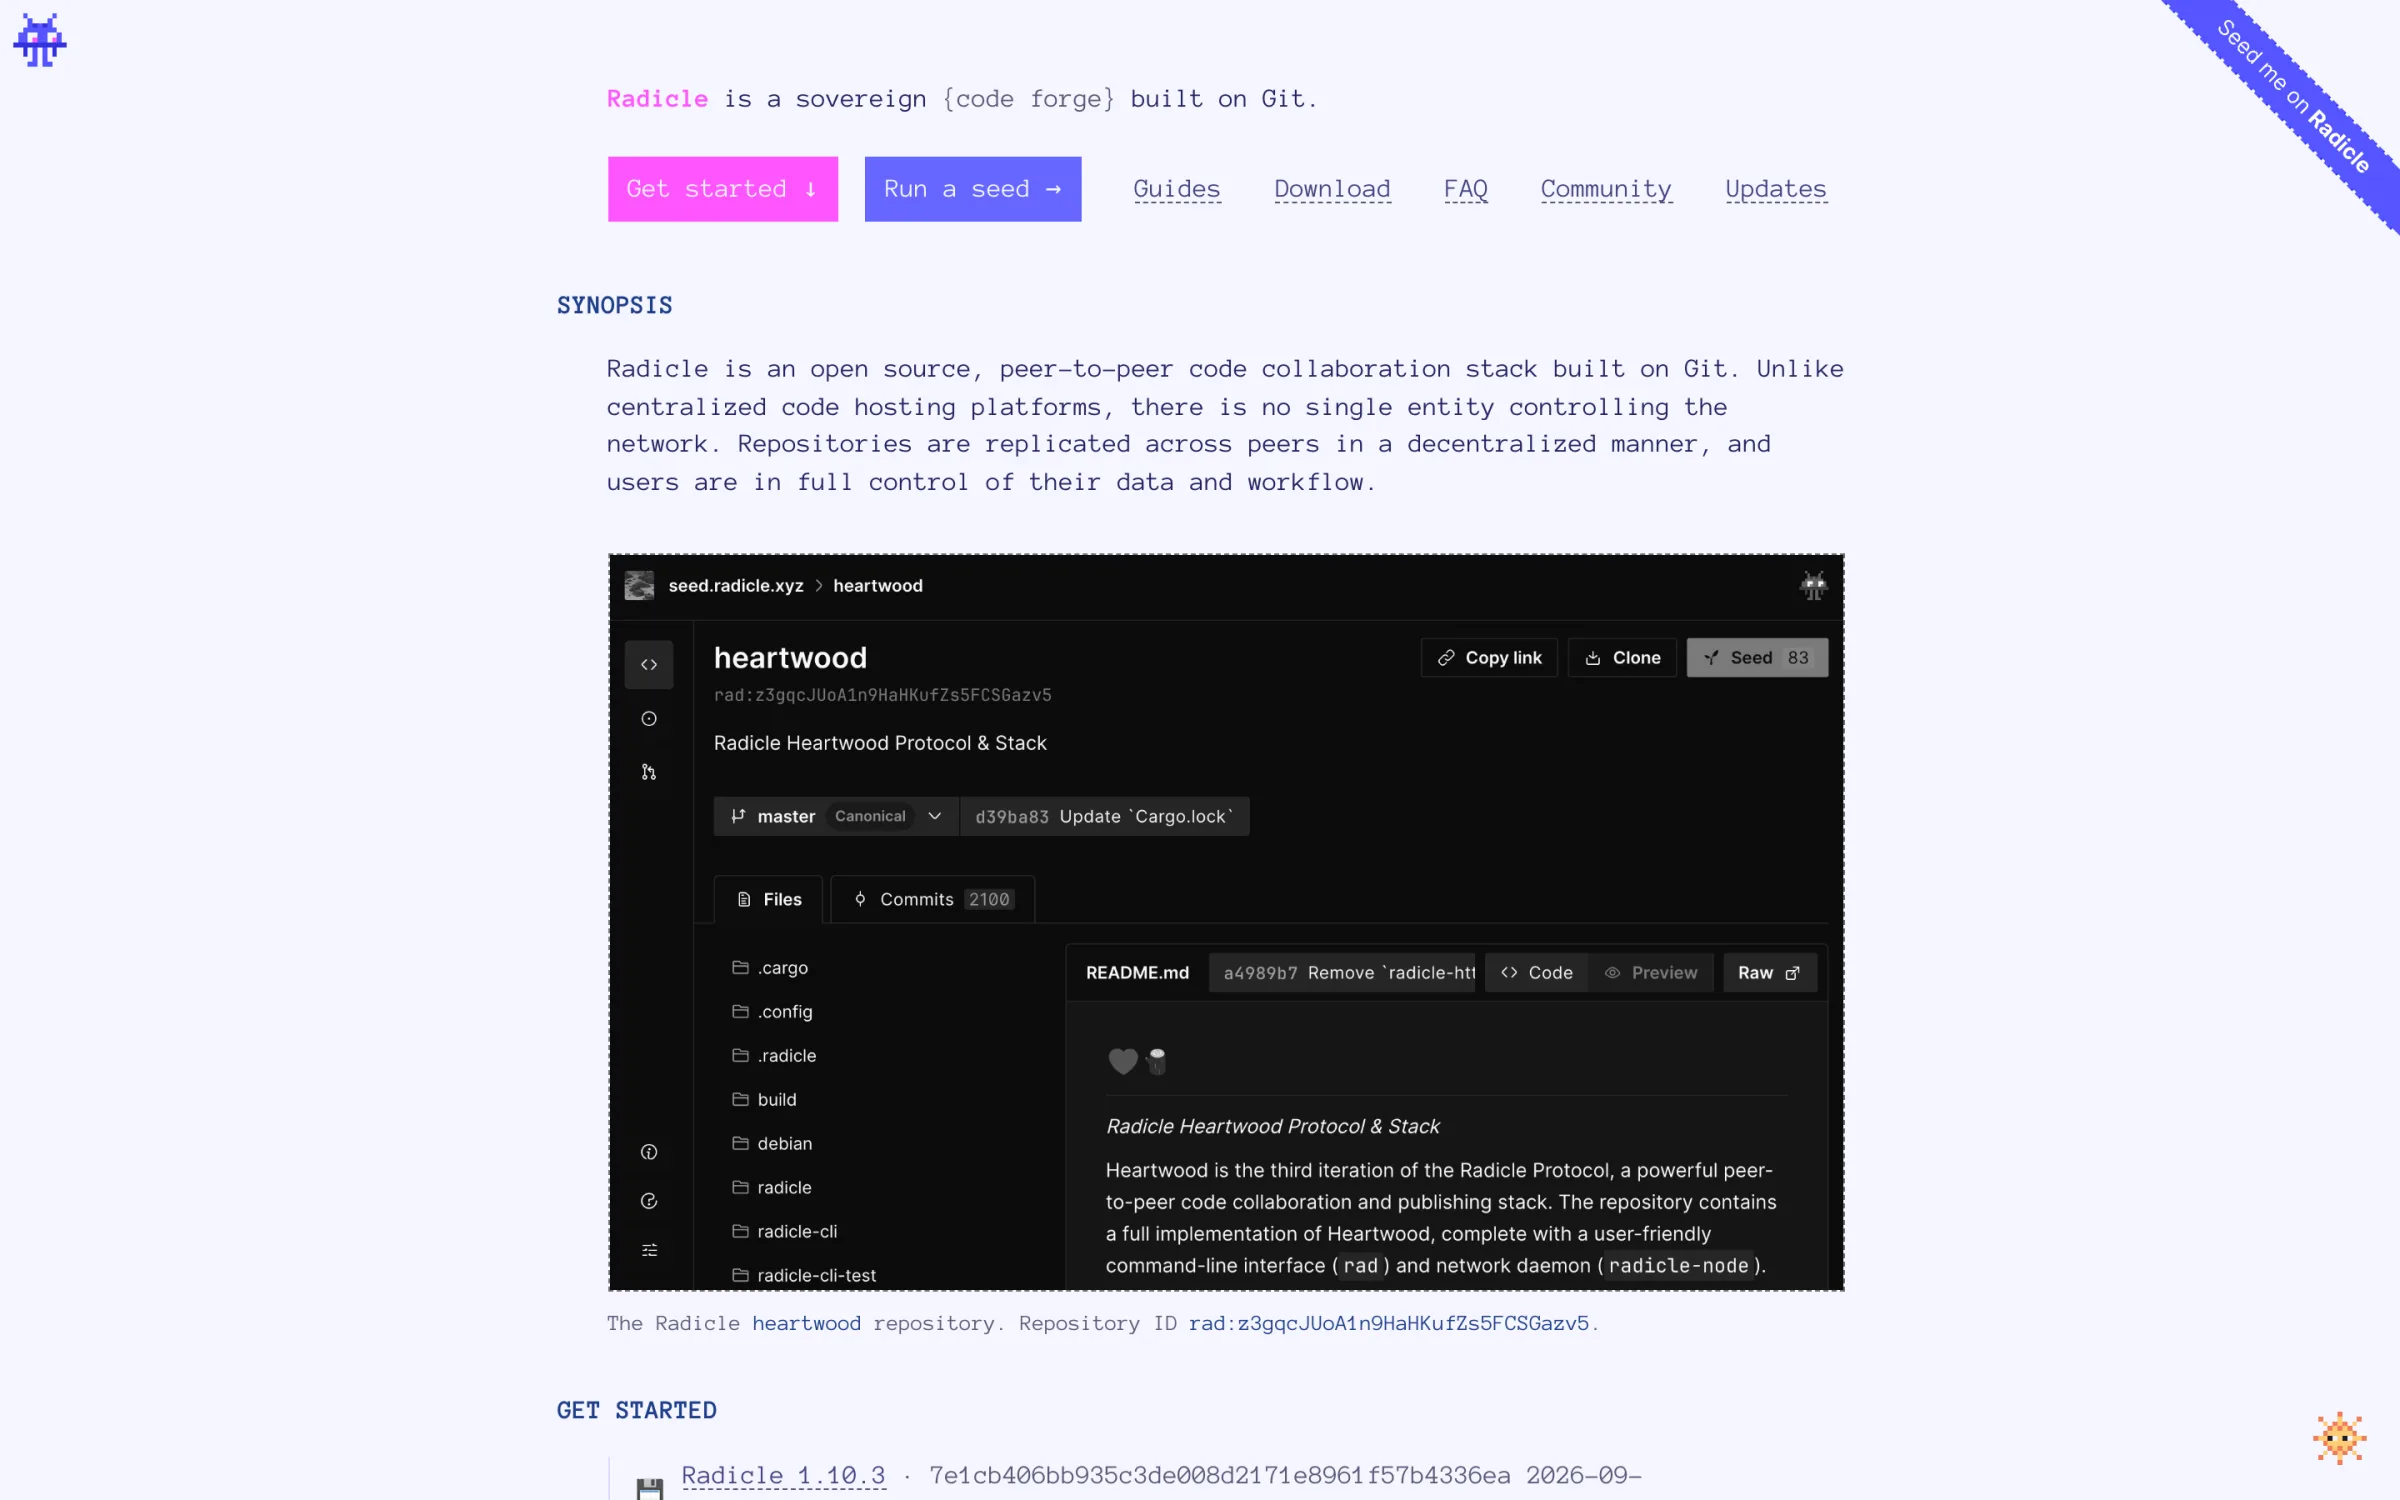 Seed me on Radicle
Radicle is a sovereign {code forge} built on Git.
Get started ↓
Run a seed →
Guides
Download
FAQ
Community
Updates
SYNOPSIS
Radicle is an open source, peer-to-peer code collaboration stack built on Git. Unlike
centralized code hosting platforms, there is no single entity controlling the
network. Repositories are replicated across peers in a decentralized manner, and
users are in full control of their data and workflow.
seed.radicle.xyz > heartwood
heartwood
Copy link
Clone
Seed 83
rad:z3gqcJUoA1n9HaHKufZs5FCSGazv5
Radicle Heartwood Protocol & Stack
master Canonical
d39ba83 Update `Cargo.lock`
Files
Commits 2100
.cargo
.config
.radicle
build
debian
radicle
radicle-cli
radicle-cli-test
README.md
a4989b7 Remove `radicle-htt
Code
Preview
Raw
Radicle Heartwood Protocol & Stack
Heartwood is the third iteration of the Radicle Protocol, a powerful peer-
to-peer code collaboration and publishing stack. The repository contains
a full implementation of Heartwood, complete with a user-friendly
command-line interface (rad) and network daemon (radicle-node).
The Radicle heartwood repository. Repository ID rad:z3gqcJUoA1n9HaHKufZs5FCSGazv5.
GET STARTED
Radicle 1.10.3 · 7e1cb406bb935c3de008d2171e8961f57b4336ea 2026-09-